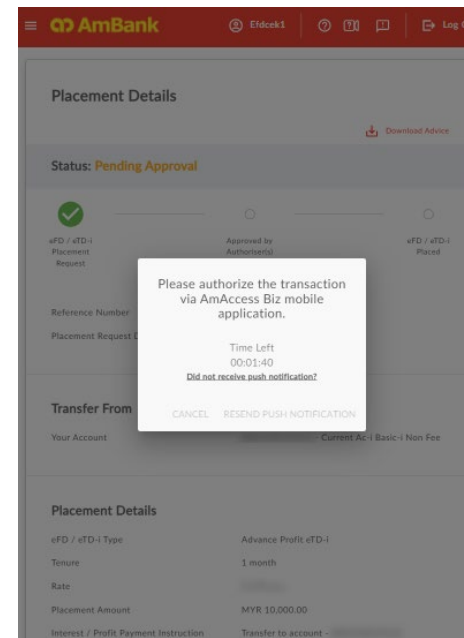 AmBank
Efdcek1
Log
Placement Details
Download Advice
Status: Pending Approval
eFD / eTD-i
Placement
Request
Approved by
Authoriser(s)
eFD / eTD-i
Placed
Please authorize the transaction
via AmAccess Biz mobile
application.
Time Left
00:01:40
Did not receive push notification?
CANCEL RESEND PUSH NOTIFICATION
Reference Number
Placement Request
Transfer From
Your Account - Current Ac-i Basic-i Non Fee
Placement Details
eFD / eTD-i Type Advance Profit eTD-i
Tenure 1 month
Rate
Placement Amount MYR 10,000.00
Interest / Profit Payment Instruction Transfer to account -